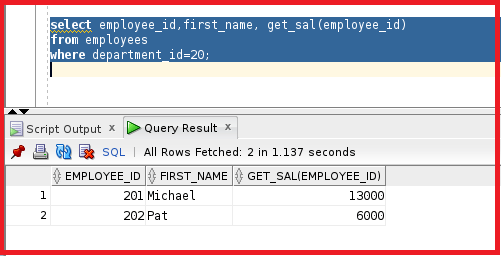 select employee_id,first_name, get_sal(employee_id)
from employees
where department_id=20;
Script Output x Query Result x
SQL | All Rows Fetched: 2 in 1.137 seconds
EMPLOYEE_ID FIRST_NAME GET_SAL(EMPLOYEE_ID)
1 201 Michael 13000
2 202 Pat 6000